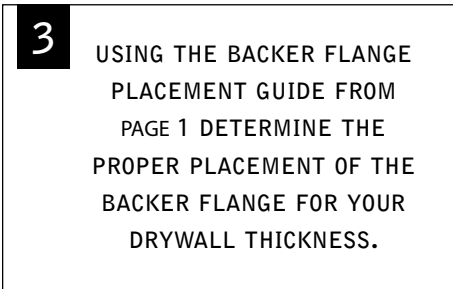 3
USING THE BACKER FLANGE
PLACEMENT GUIDE FROM
PAGE 1 DETERMINE THE
PROPER PLACEMENT OF THE
BACKER FLANGE FOR YOUR
DRYWALL THICKNESS.